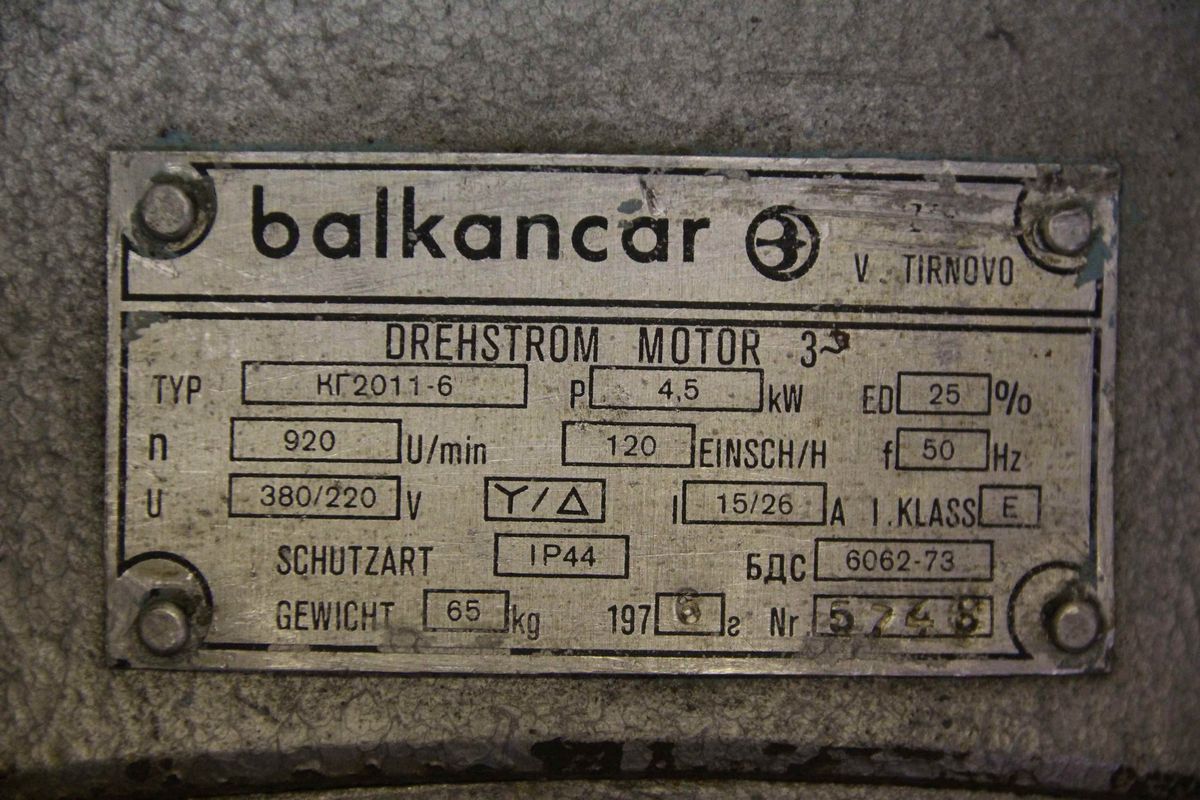 balkancar
V. TIRNOVO
DREHSTROM MOTOR 3~
TYP КГ2011-6 P 4,5 kW ED 25 %
n 920 U/min 120 EINSCH/H f 50 Hz
U 380/220 V Y/Δ I 15/26 A I.KLASS E
SCHUTZART IP44 БДС 6062-73
GEWICHT 65 kg 1976 г Nr 5748